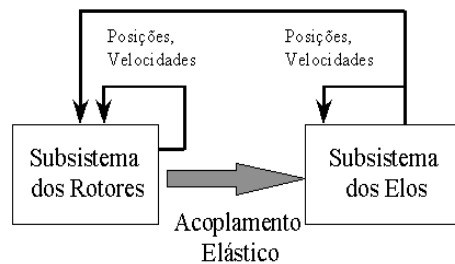 Posições,
Velocidades
Posições,
Velocidades
Subsistema
dos Rotores
Subsistema
dos Elos
Acoplamento
Elástico